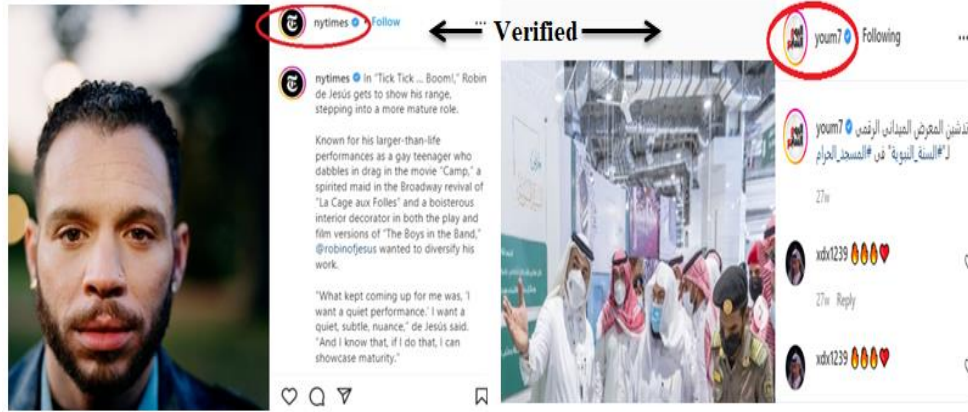 nytimes • Follow
nytimes In "Tick Tick ... Boom!," Robin
de Jesús gets to show his range,
stepping into a more mature role.
Known for his larger-than-life
performances as a gay teenager who
dabbles in drag in the movie "Camp," a
spirited maid in the Broadway revival of
"La Cage aux Folles" and a boisterous
interior decorator in both the play and
film versions of "The Boys in the Band,"
@robinofjesus wanted to diversify his
work.
"What kept coming up for me was, 'I
want a quiet performance.' I want a
quiet, subtle, nuance," de Jesús said.
"And I know that, if I do that, I can
showcase maturity."
Verified
youm7 Following
youm7 تدشين المعرض الميدانى الرقمى
لـ"#السنة_النبوية" فى #المسجد_الحرام
27w
xdx1239 🔥🔥🔥❤️
27w Reply
xdx1239 🔥🔥🔥❤️